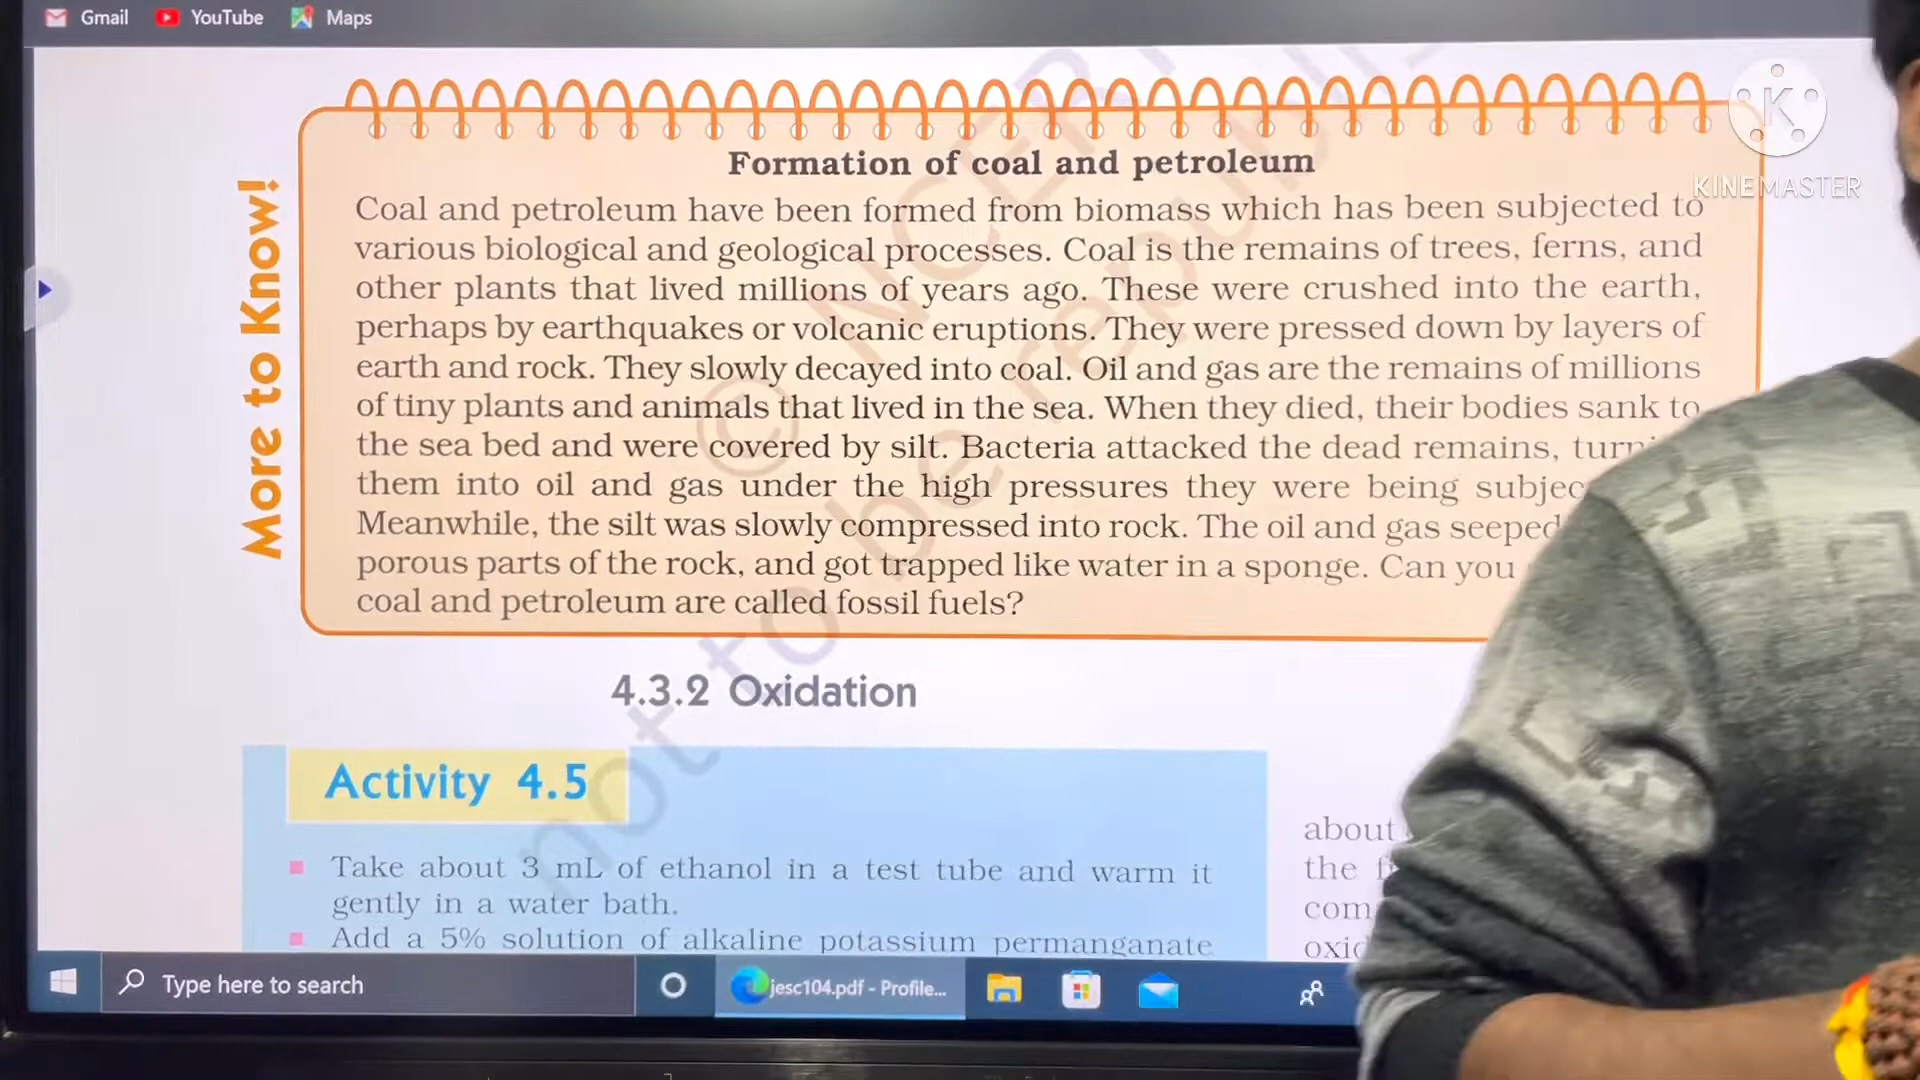 Gmail YouTube Maps
KINEMASTER
More to Know!
Formation of coal and petroleum
Coal and petroleum have been formed from biomass which has been subjected to
various biological and geological processes. Coal is the remains of trees, ferns, and
other plants that lived millions of years ago. These were crushed into the earth,
perhaps by earthquakes or volcanic eruptions. They were pressed down by layers of
earth and rock. They slowly decayed into coal. Oil and gas are the remains of millions
of tiny plants and animals that lived in the sea. When they died, their bodies sank to
the sea bed and were covered by silt. Bacteria attacked the dead remains,
them into oil and gas under the high pressures they were being
Meanwhile, the silt was slowly compressed into rock. The oil and gas seeped
porous parts of the rock, and got trapped like water in a sponge. Can you
coal and petroleum are called fossil fuels?
4.3.2 Oxidation
Activity 4.5
Take about 3 mL of ethanol in a test tube and warm it
gently in a water bath.
Add a 5% solution of alkaline potassium permanganate
about
the
© NCERT
not to be republi
Type here to search
jesc104.pdf - Profile...